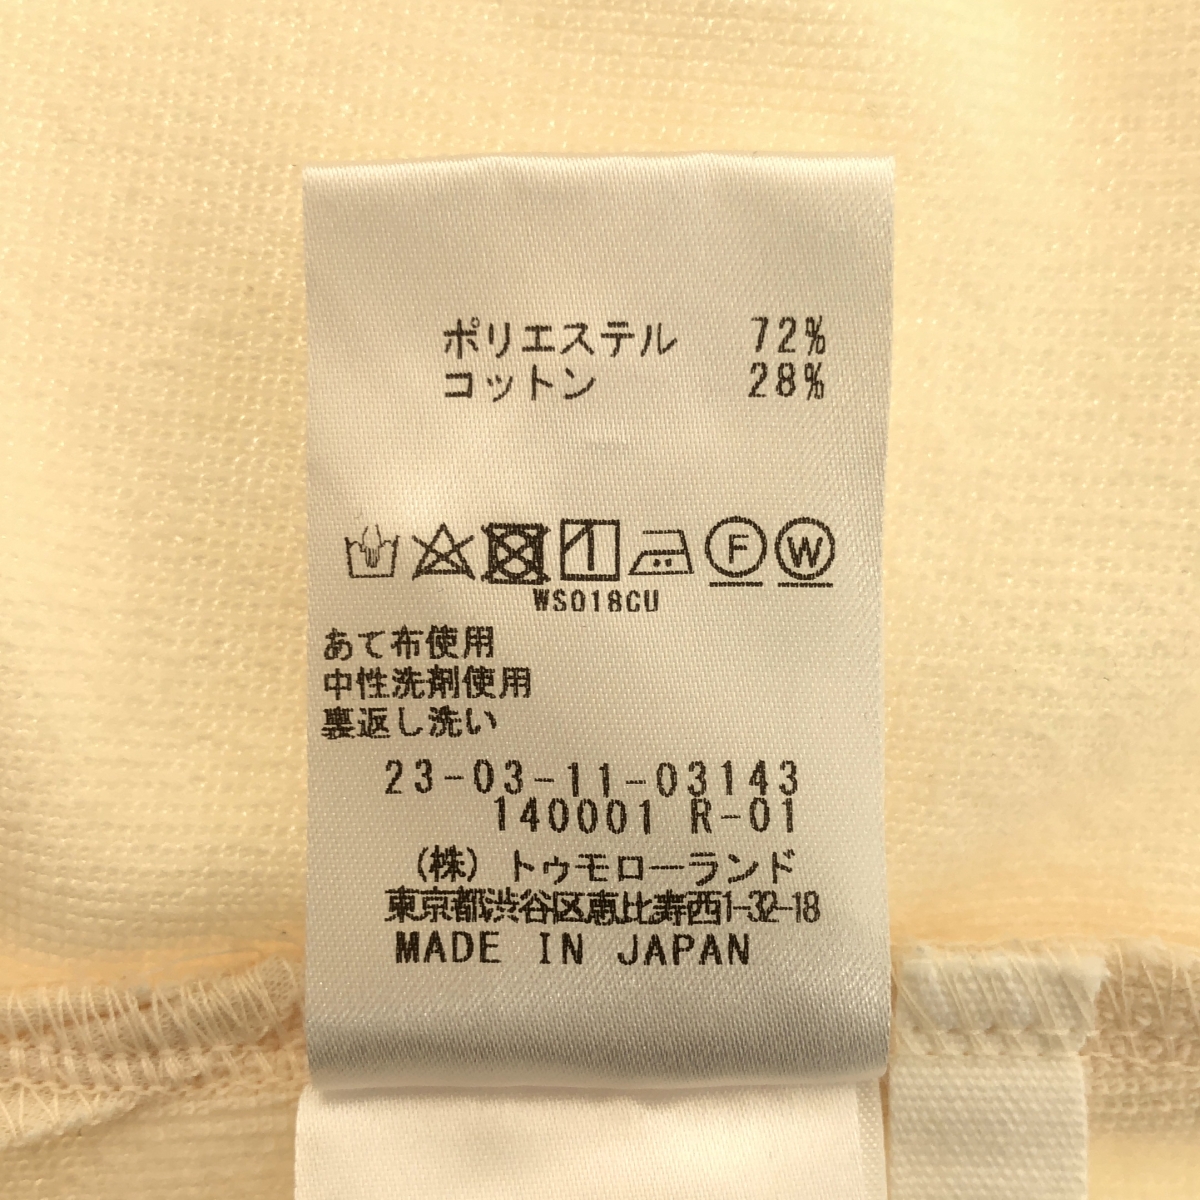 ポリエステル 72%
コットン 28%
F W
WS018CU
あて布使用
中性洗剤使用
裏返し洗い
23-03-11-03143
140001 R-01
(株)トゥモローランド
東京都渋谷区恵比寿西1-32-18
MADE IN JAPAN